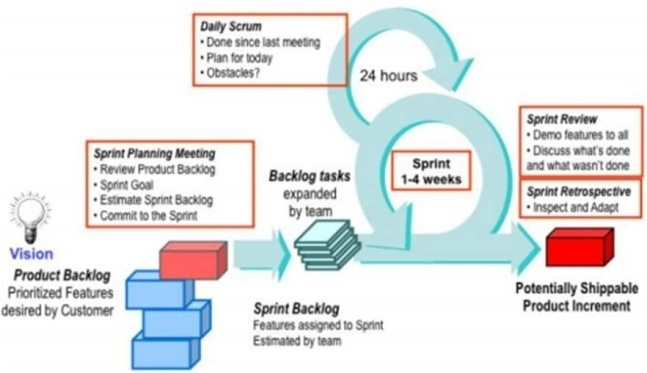 Daily Scrum
• Done since last meeting
• Plan for today
• Obstacles?
24 hours
Sprint Planning Meeting
• Review Product Backlog
• Sprint Goal
• Estimate Sprint Backlog
• Commit to the Sprint
Backlog tasks
expanded
by team
Sprint
1-4 weeks
Sprint Review
• Demo features to all
• Discuss what's done
and what wasn't done
Sprint Retrospective
• Inspect and Adapt
Vision
Product Backlog
Prioritized Features
desired by Customer
Sprint Backlog
Features assigned to Sprint
Estimated by team
Potentially Shippable
Product Increment